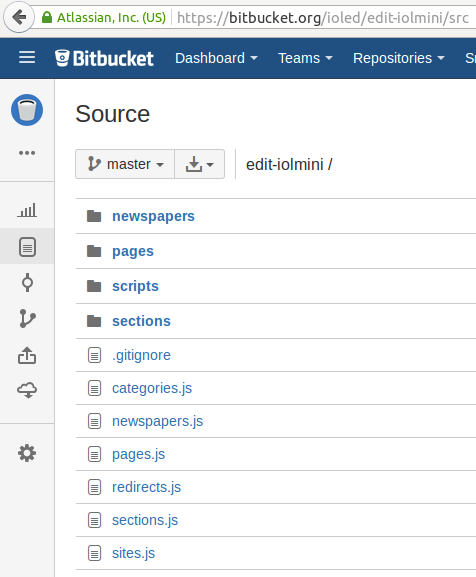 Atlassian, Inc. (US) https://bitbucket.org/ioled/edit-iolmini/src
Bitbucket Dashboard Teams Repositories
Source
master edit-iolmini /
newspapers
pages
scripts
sections
.gitignore
categories.js
newspapers.js
pages.js
redirects.js
sections.js
sites.js